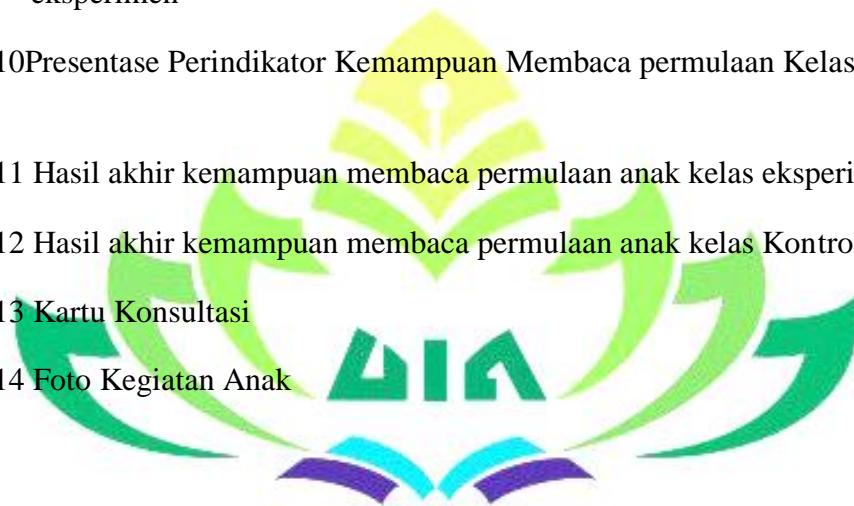 eksperimen
10Presentase Perindikator Kemampuan Membaca permulaan Kelas
11 Hasil akhir kemampuan membaca permulaan anak kelas eksperi
12 Hasil akhir kemampuan membaca permulaan anak kelas Kontro
13 Kartu Konsultasi
14 Foto Kegiatan Anak
UIN